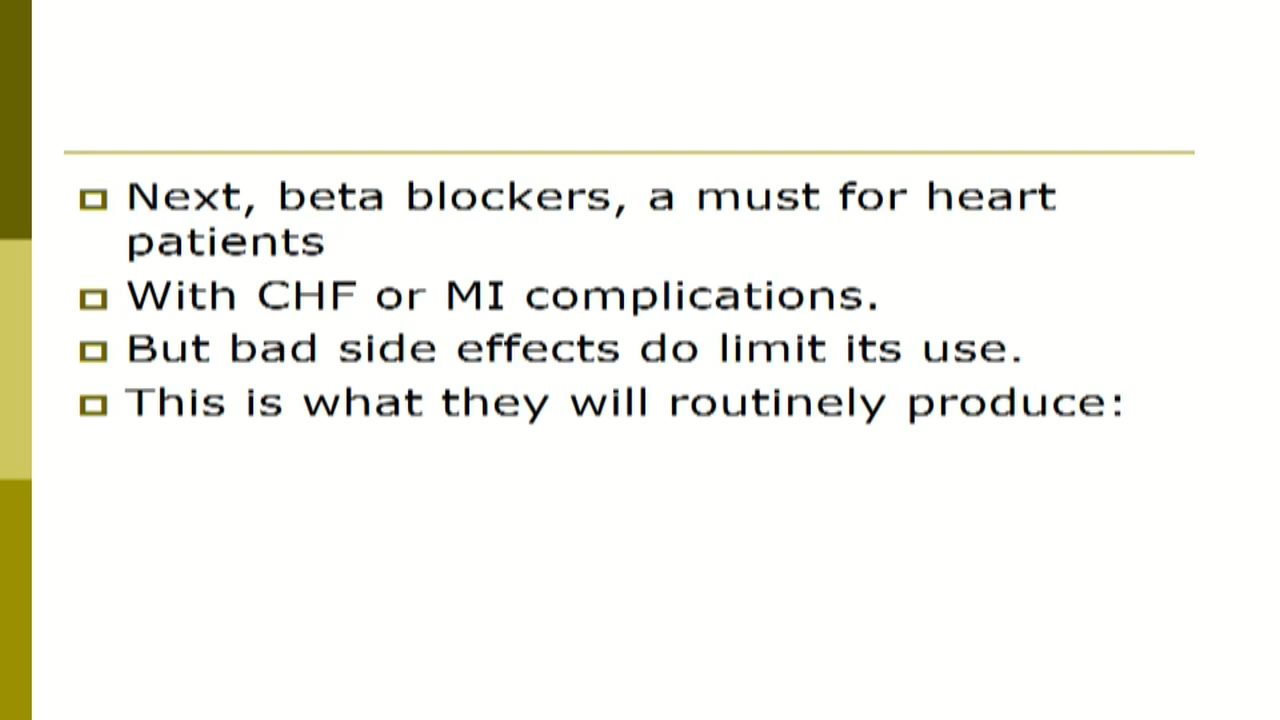 Next, beta blockers, a must for heart
patients
With CHF or MI complications.
But bad side effects do limit its use.
This is what they will routinely produce: